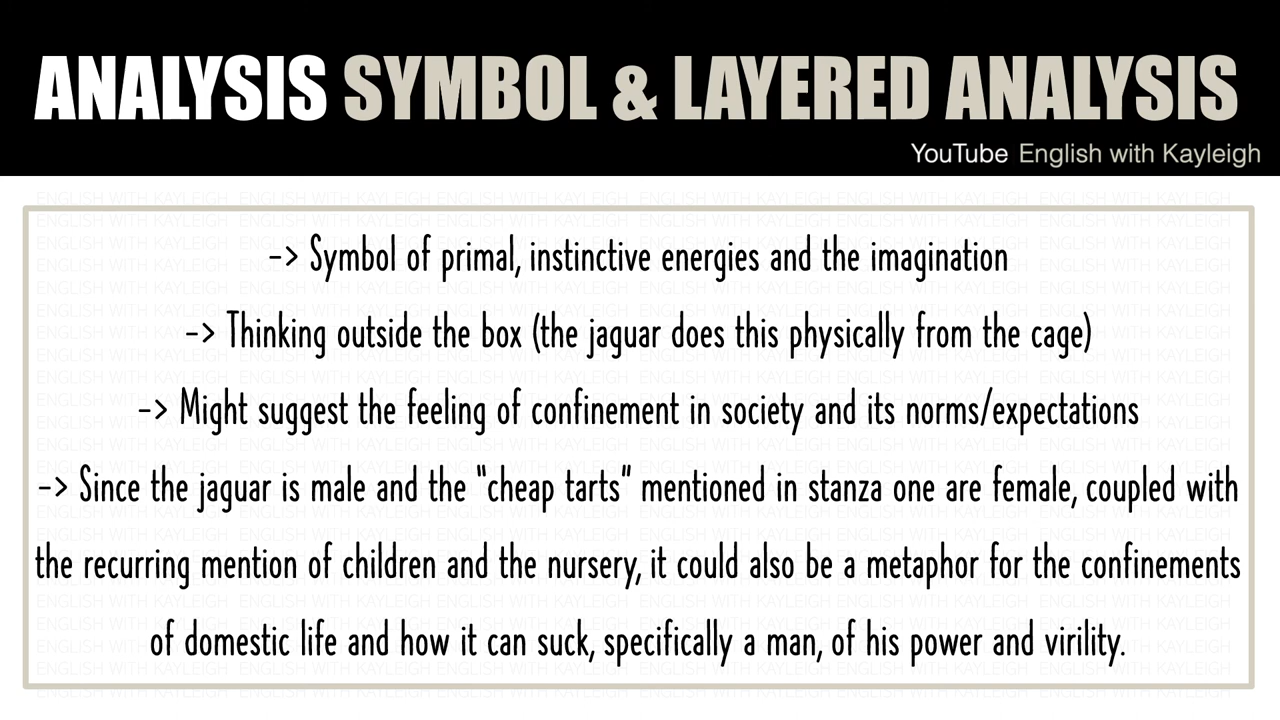 ANALYSIS SYMBOL & LAYERED ANALYSIS
YouTube English with Kayleigh
-> Symbol of primal, instinctive energies and the imagination
-> Thinking outside the box (the jaguar does this physically from the cage)
-> Might suggest the feeling of confinement in society and its norms/expectations
-> Since the jaguar is male and the "cheap tarts" mentioned in stanza one are female, coupled with
the recurring mention of children and the nursery, it could also be a metaphor for the confinements
of domestic life and how it can suck, specifically a man, of his power and virility.